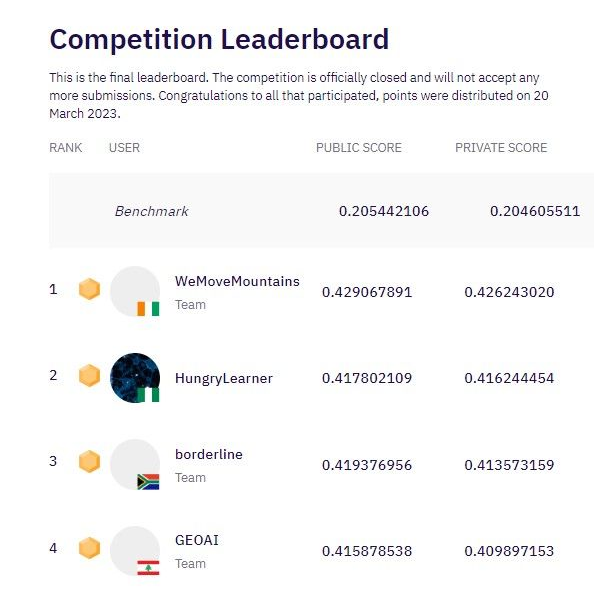 Competition Leaderboard
This is the final leaderboard. The competition is officially closed and will not accept any
more submissions. Congratulations to all that participated, points were distributed on 20
March 2023.
RANK USER PUBLIC SCORE PRIVATE SCORE
Benchmark 0.205442106 0.204605511
1 WeMoveMountains 0.429067891 0.426243020
Team
2 HungryLearner 0.417802109 0.416244454
3 borderline 0.419376956 0.413573159
Team
4 GEOAI 0.415878538 0.409897153
Team